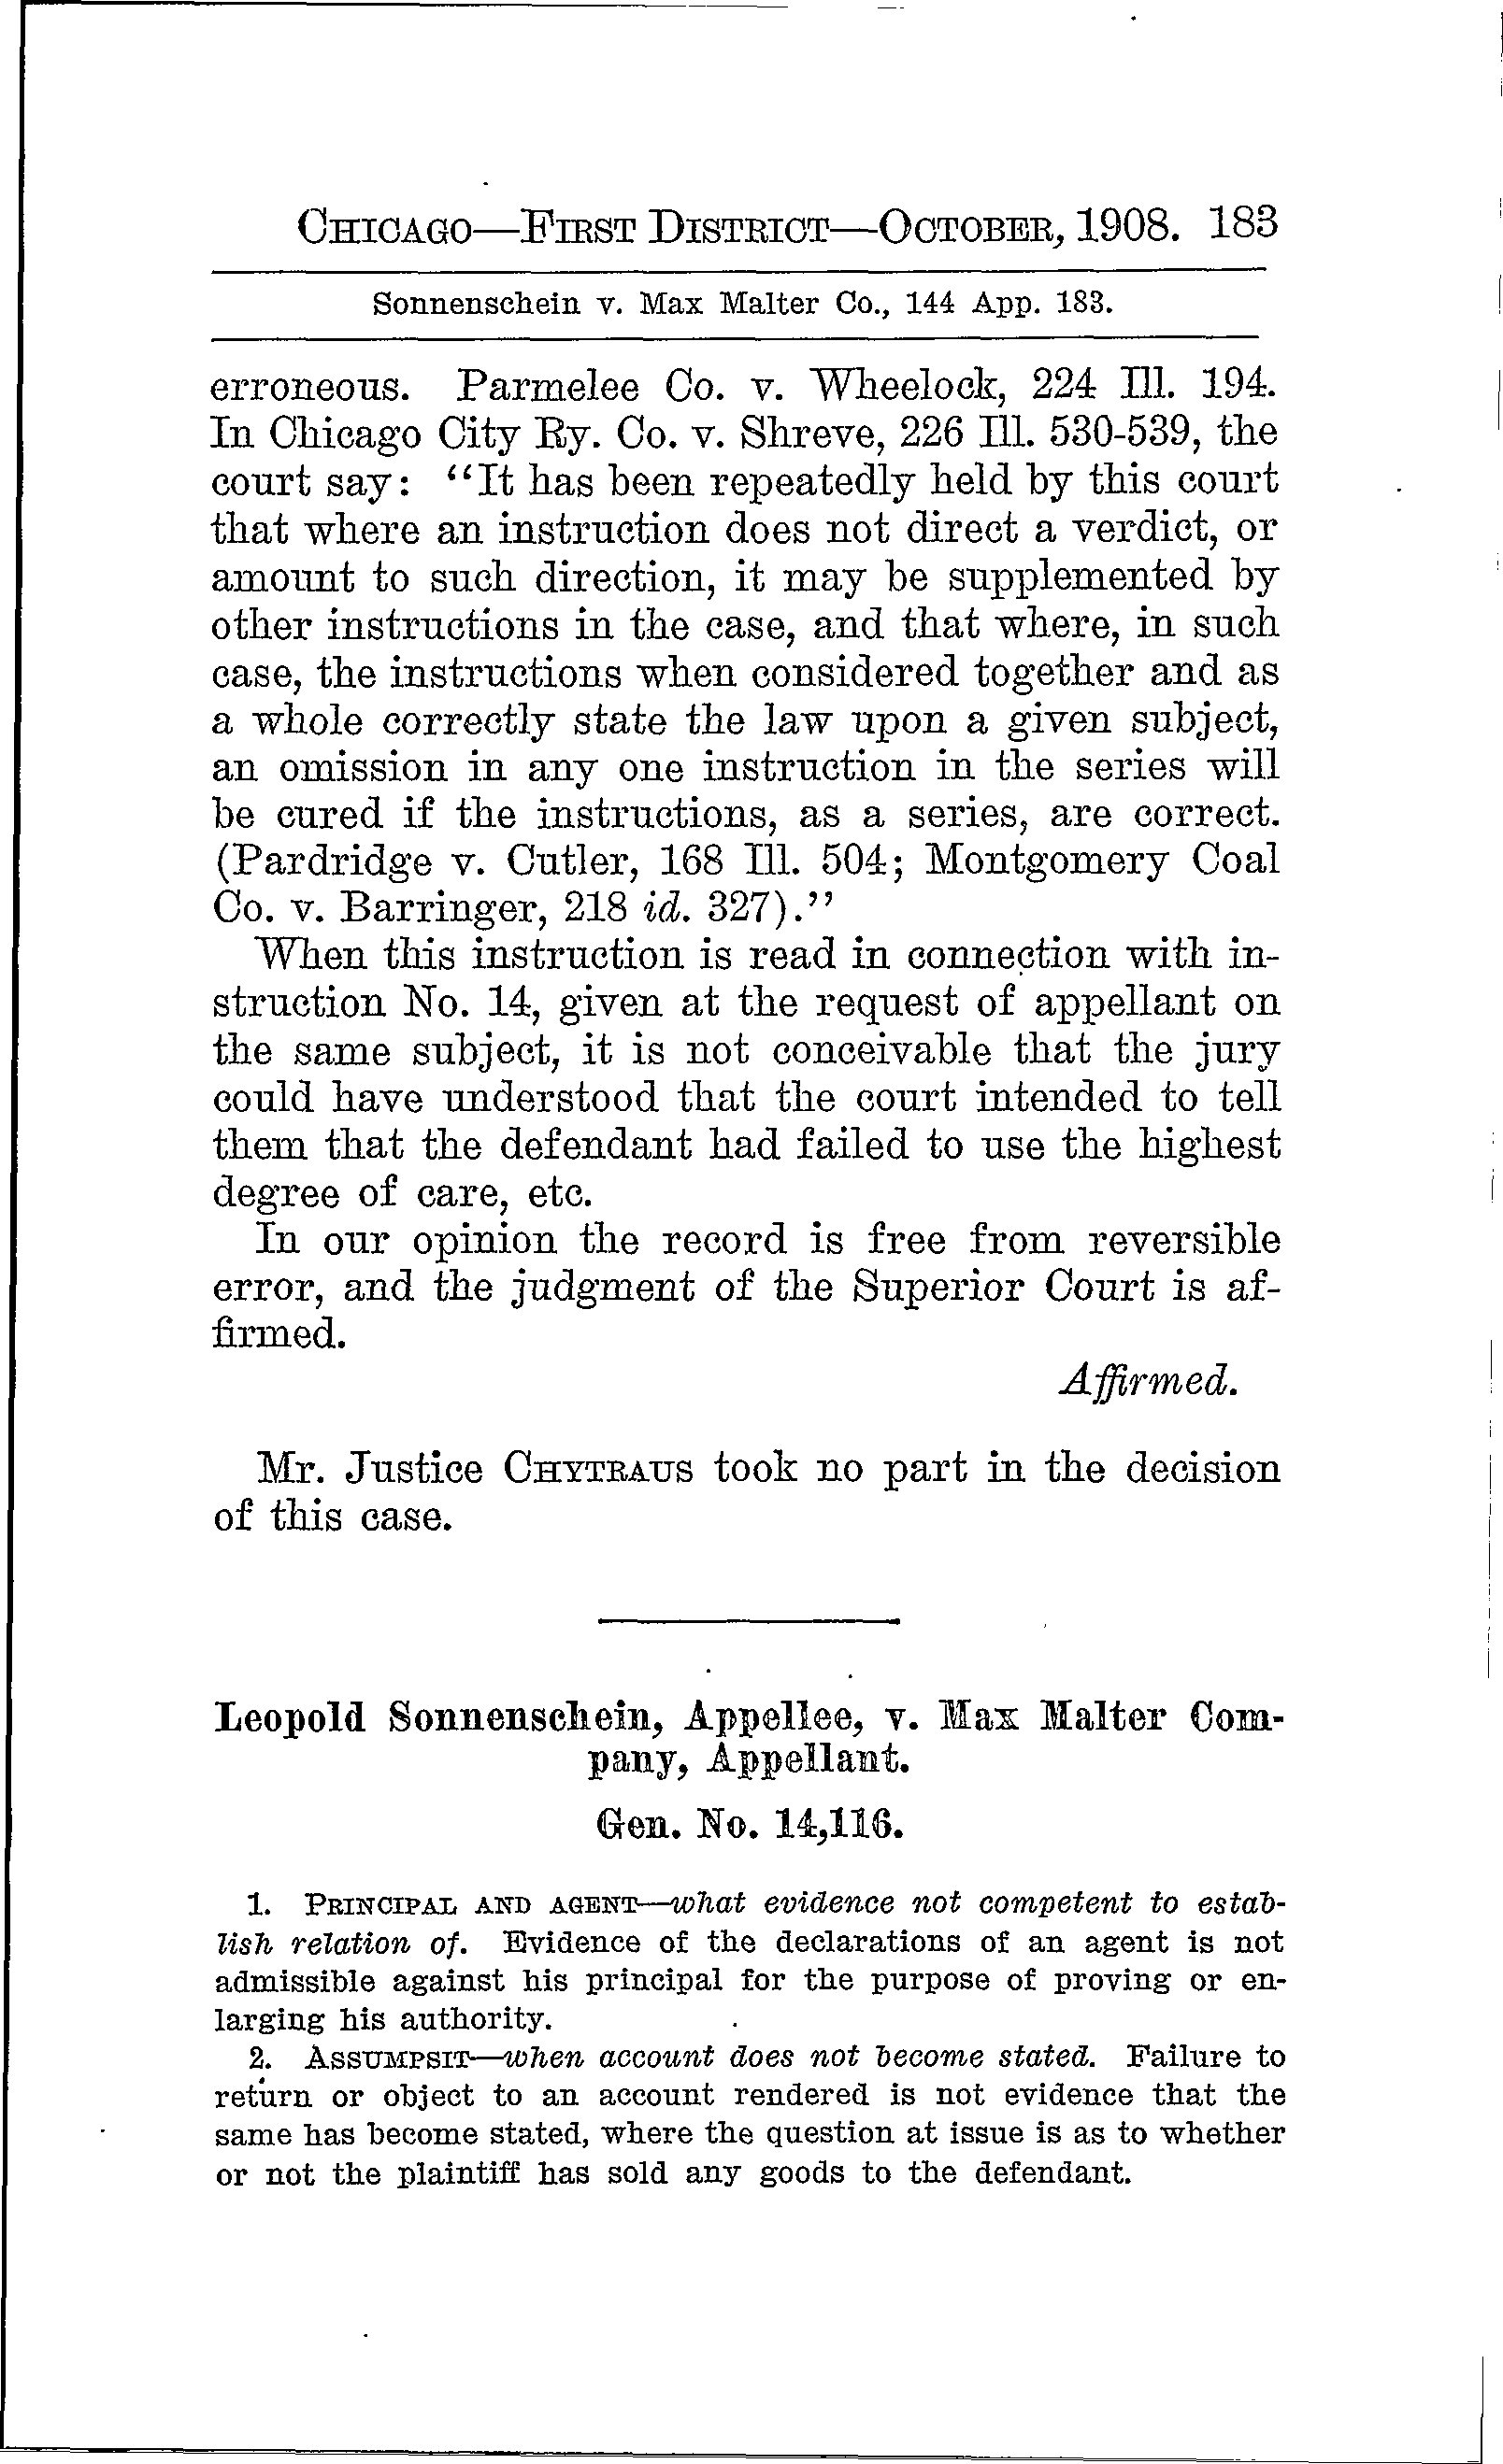 CHICAGO—FIRST DISTRICT—OCTOBER, 1908. 183
Sonnenschein v. Max Malter Co., 144 App. 183.
erroneous. Parmelee Co. v. Wheelock, 224 Ill. 194.
In Chicago City Ry. Co. v. Shreve, 226 Ill. 530-539, the
court say: “It has been repeatedly held by this court
that where an instruction does not direct a verdict, or
amount to such direction, it may be supplemented by
other instructions in the case, and that where, in such
case, the instructions when considered together and as
a whole correctly state the law upon a given subject,
an omission in any one instruction in the series will
be cured if the instructions, as a series, are correct.
(Pardridge v. Cutler, 168 Ill. 504; Montgomery Coal
Co. v. Barringer, 218 id. 327).”
When this instruction is read in connection with in-
struction No. 14, given at the request of appellant on
the same subject, it is not conceivable that the jury
could have understood that the court intended to tell
them that the defendant had failed to use the highest
degree of care, etc.
In our opinion the record is free from reversible
error, and the judgment of the Superior Court is af-
firmed.
Affirmed.
Mr. Justice CHYTRAUS took no part in the decision
of this case.
Leopold Sonnenschein, Appellee, v. Max Malter Com-
pany, Appellant.
Gen. No. 14,116.
1. PRINCIPAL AND AGENT—what evidence not competent to estab-
lish relation of. Evidence of the declarations of an agent is not
admissible against his principal for the purpose of proving or en-
larging his authority.
2. ASSUMPSIT—when account does not become stated. Failure to
return or object to an account rendered is not evidence that the
same has become stated, where the question at issue is as to whether
or not the plaintiff has sold any goods to the defendant.